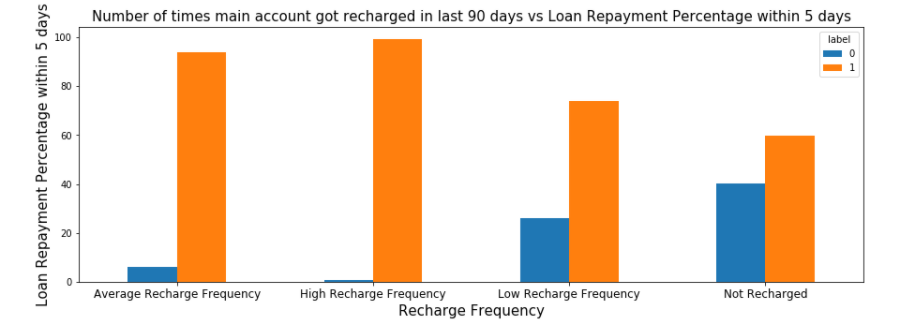 Number of times main account got recharged in last 90 days vs Loan Repayment Percentage within 5 days
Loan Repayment Percentage within 5 days
100
80
60
40
20
0
label
0
1
Average Recharge Frequency
High Recharge Frequency
Low Recharge Frequency
Not Recharged
Recharge Frequency